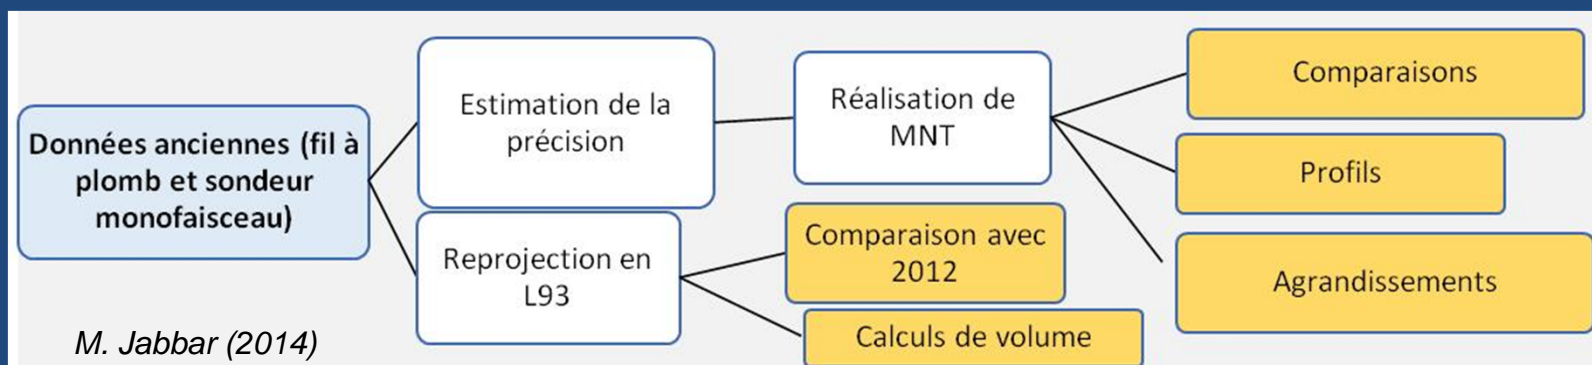 Données anciennes (fil à
plomb et sondeur
monofaisceau)
Estimation de la
précision
Réalisation de
MNT
Comparaisons
Profils
Agrandissements
Reprojection en
L93
Comparaison avec
2012
Calculs de volume
M. Jabbar (2014)